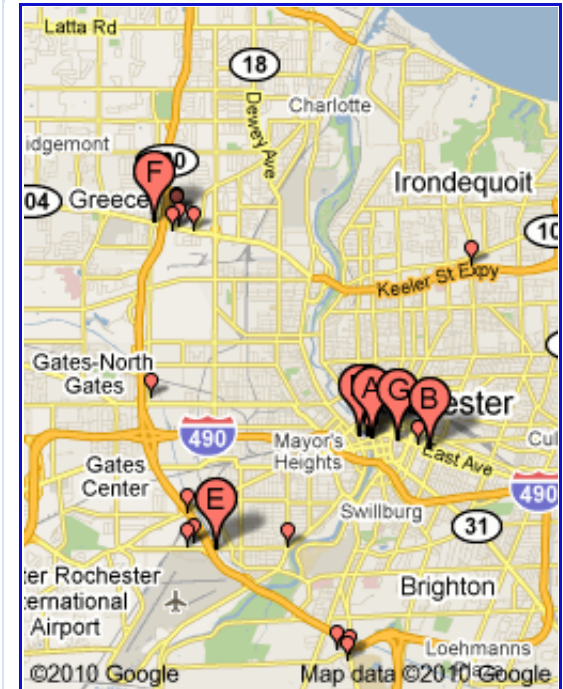 Latta Rd
18
Charlotte
Dewey Ave
idgemont
F
Irondequoit
04
Greece
10
Keeler St Expy
Gates-North
Gates
A
G
B
ester
490
Mayor's
Heights
East Ave
Cul
Gates
Center
E
490
Swillburg
31
ter Rochester
ernational
Airport
Brighton
Loehmanns
©2010 Google
Map data ©2010 Google